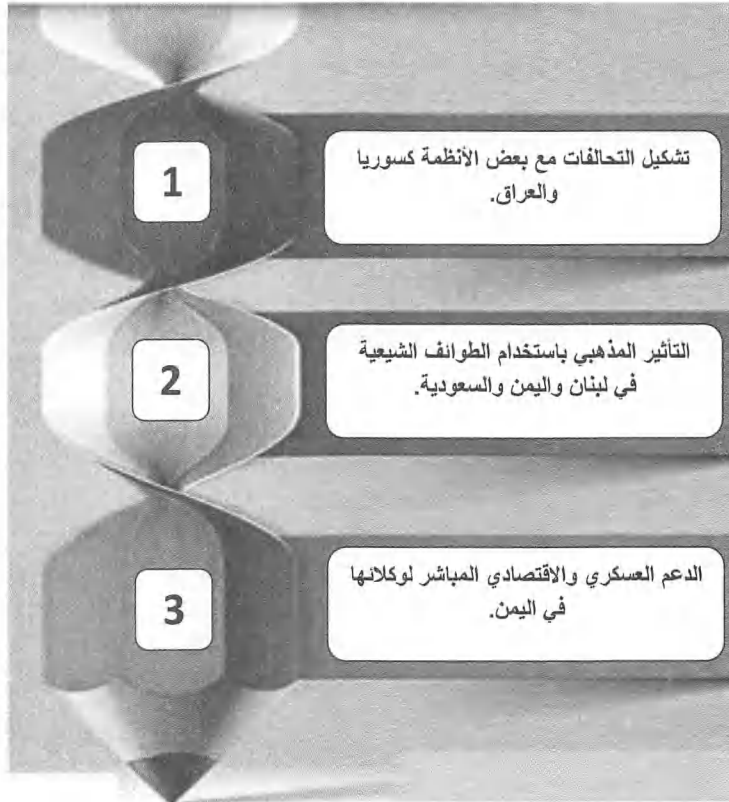 1
تشكيل التحالفات مع بعض الأنظمة كسوريا
والعراق.
2
التأثير المذهبي باستخدام الطوائف الشيعية
في لبنان واليمن والسعودية.
3
الدعم العسكري والاقتصادي المباشر لوكلائها
في اليمن.